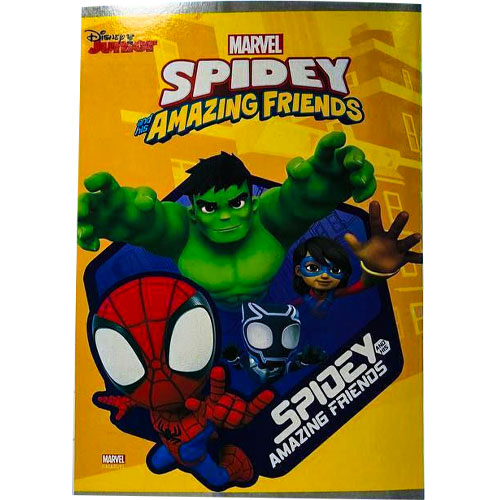 Disney
Junior
MARVEL
SPIDEY
and his
AMAZING FRIENDS
SPIDEY
AND HIS
AMAZING FRIENDS
MARVEL